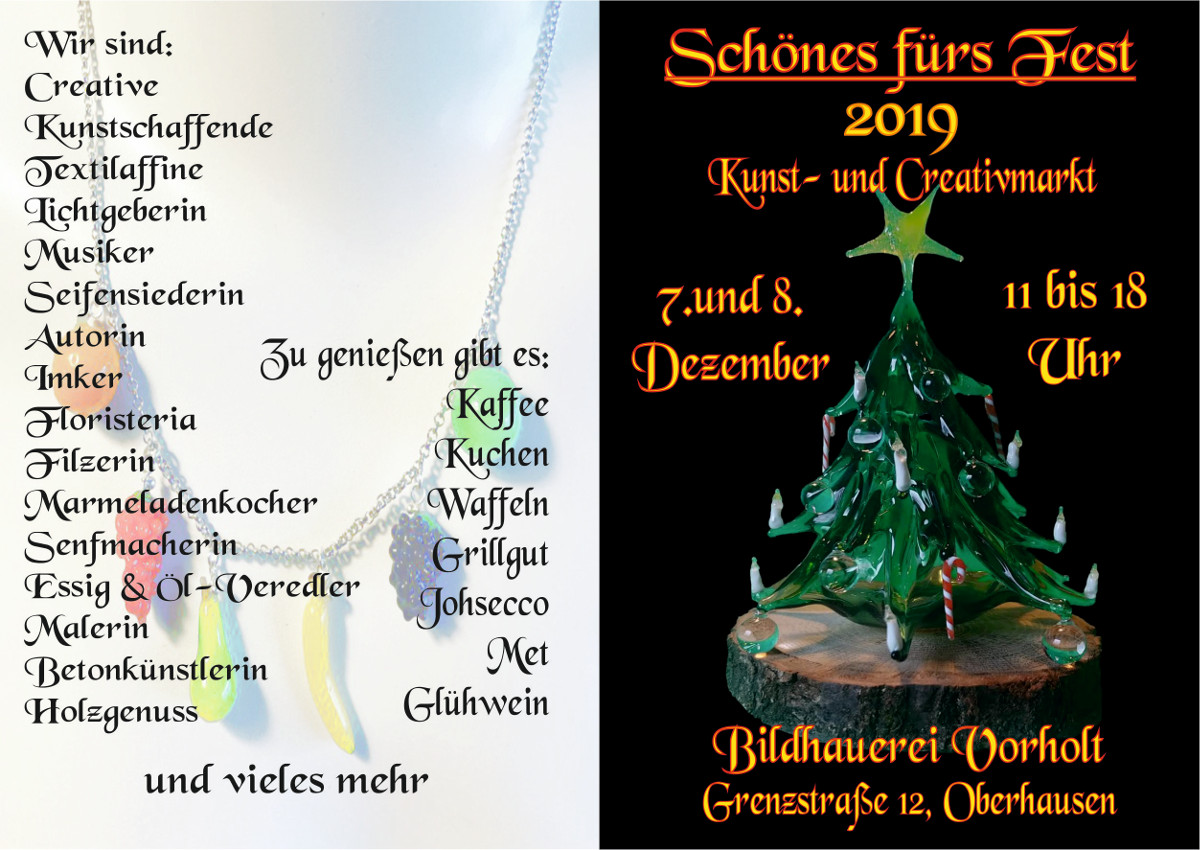 Wir sind:
Creative
Kunstschaffende
Textilaffine
Lichtgeberin
Musiker
Seifensiederin
Autorin
Imker
Floristeria
Filzerin
Marmeladenkocher
Senfmacherin
Essig & Öl-Veredler
Malerin
Betonkünstlerin
Holzgenuss
Zu genießen gibt es:
Kaffee
Kuchen
Waffeln
Grillgut
Johsecco
Met
Glühwein
und vieles mehr
Schönes fürs Fest
2019
Kunst- und Creativmarkt
7.und 8.
Dezember
11 bis 18
Uhr
Bildhauerei Vorholt
Grenzstraße 12, Oberhausen